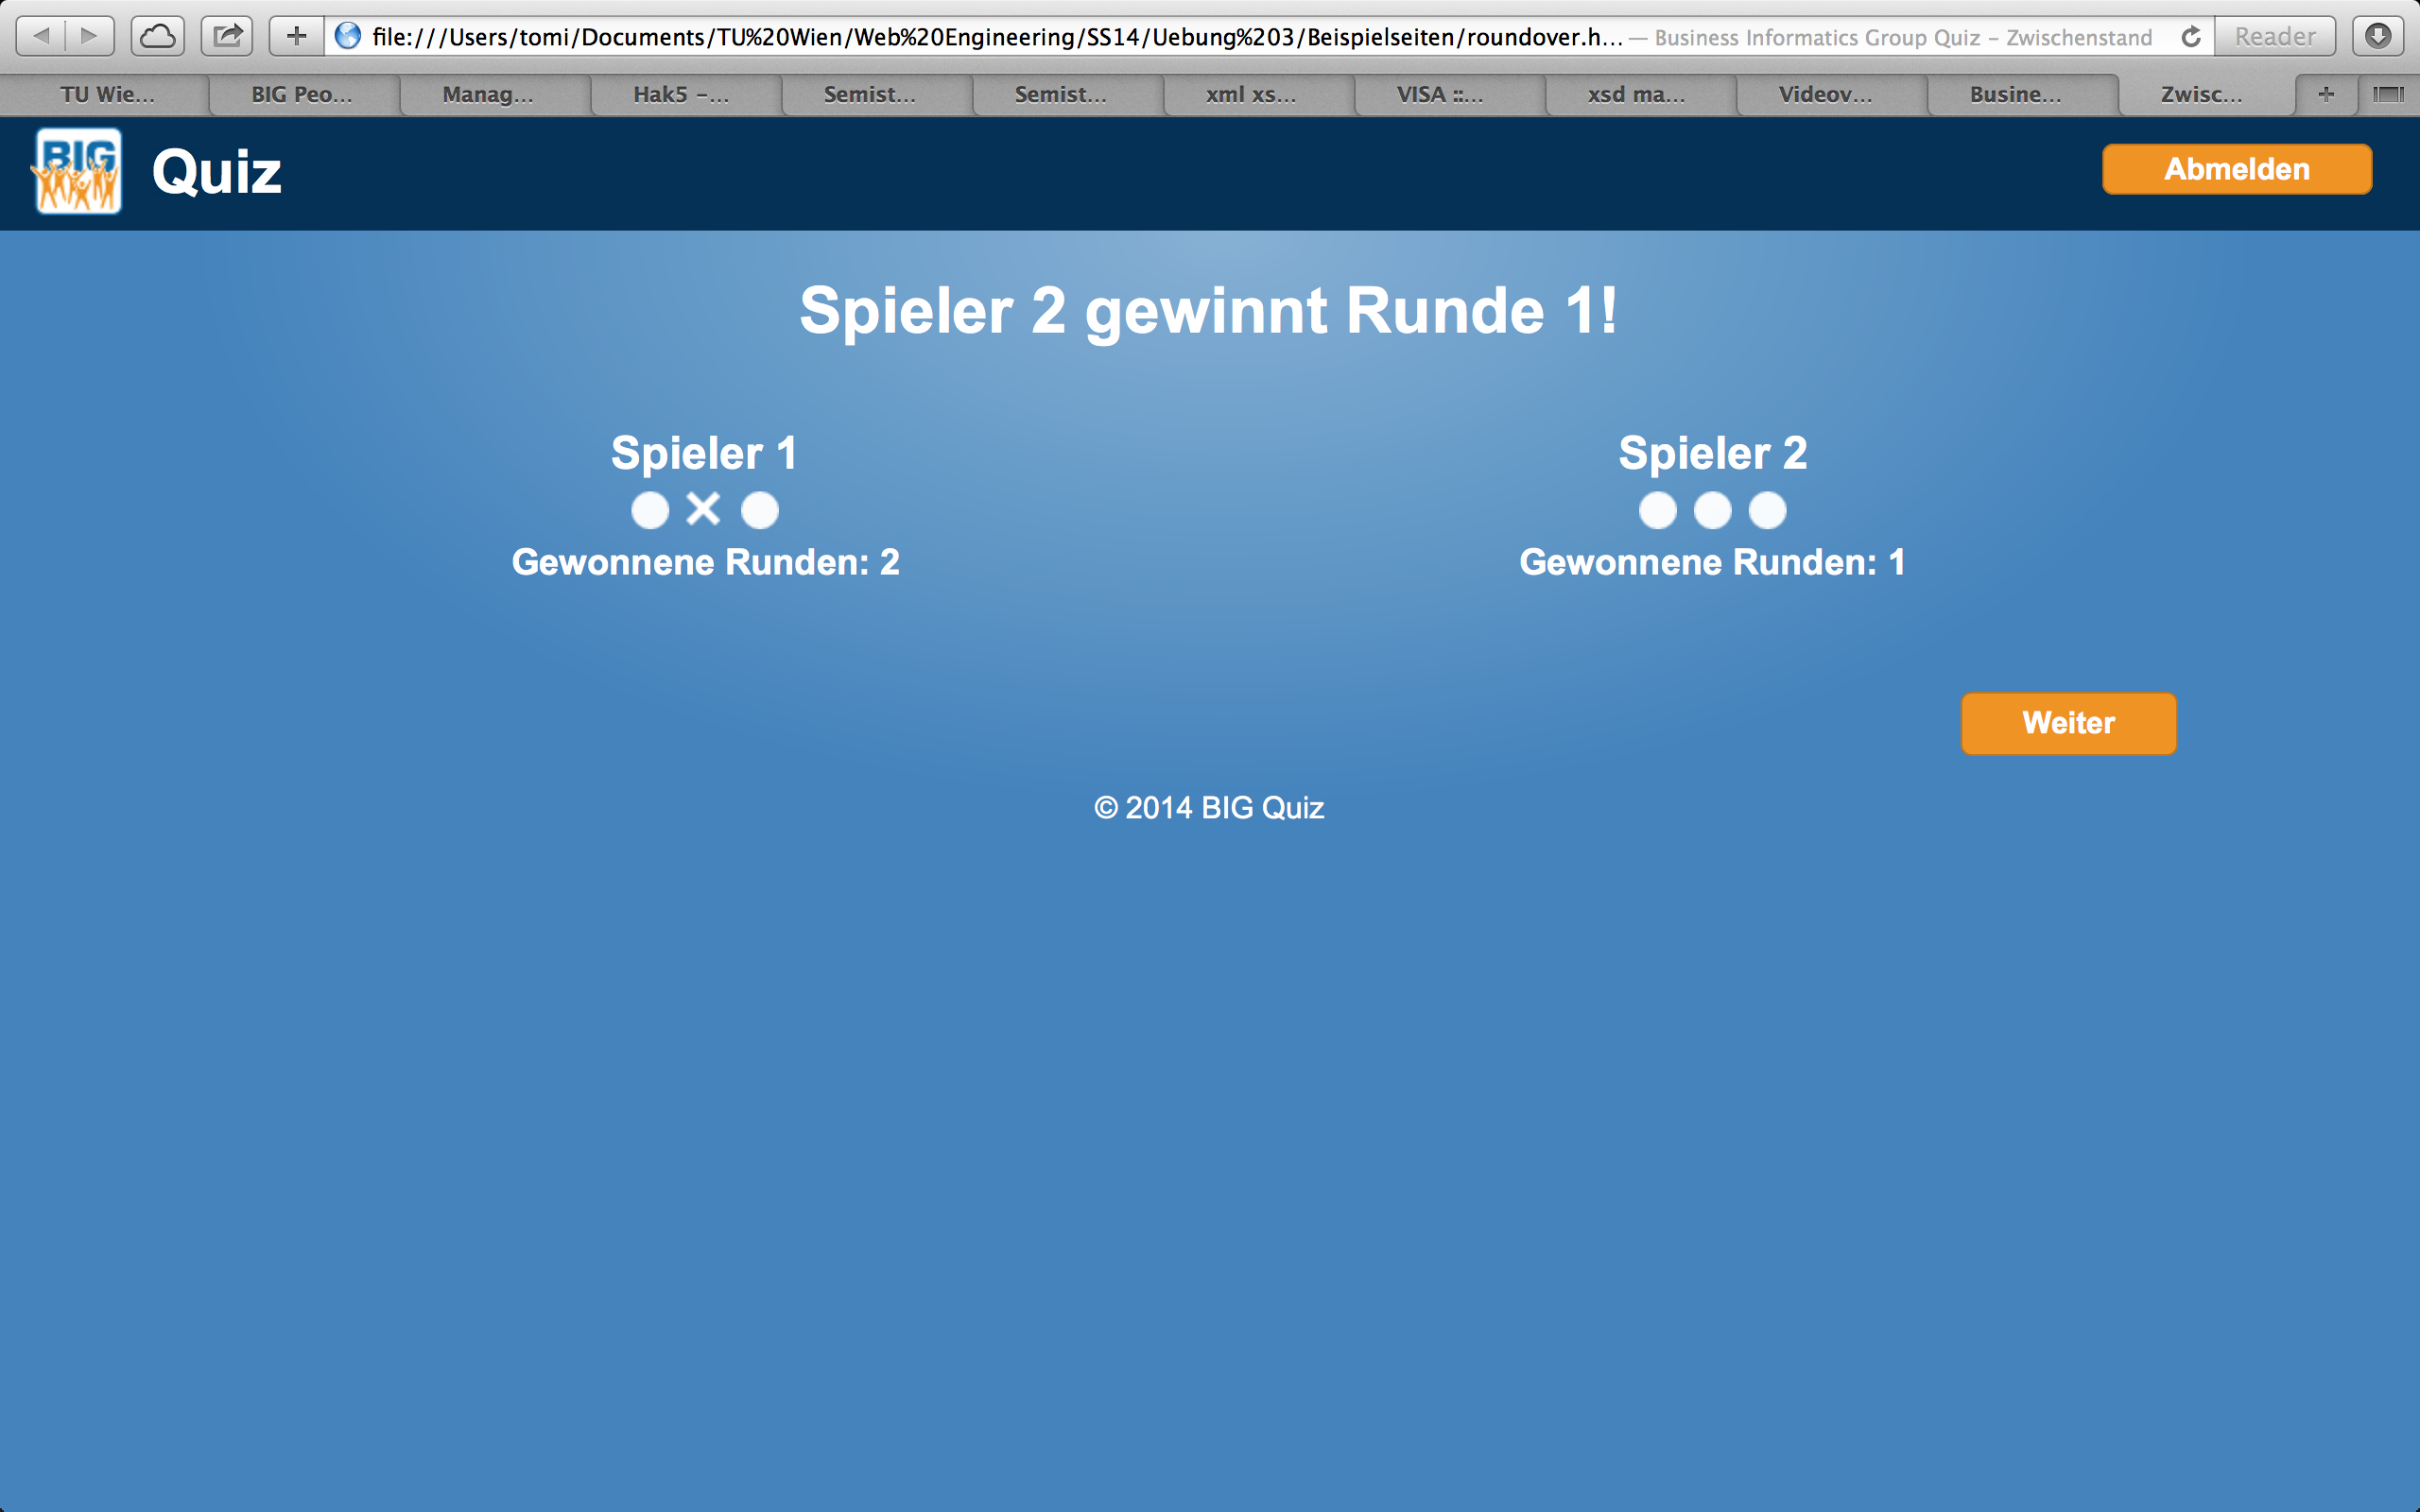 file:///Users/tomi/Documents/TU%20Wien/Web%20Engineering/SS14/Uebung%203/Beispielseiten/roundover.h... — Business Informatics Group Quiz – Zwischenstand
Reader
TU Wie... BIG Peo... Manag... Hak5 –... Semist... Semist... xml xs... VISA ::... xsd ma... Videov... Busine... Zwisc...
BIG Quiz
Abmelden
Spieler 2 gewinnt Runde 1!
Spieler 1
Gewonnene Runden: 2
Spieler 2
Gewonnene Runden: 1
Weiter
© 2014 BIG Quiz